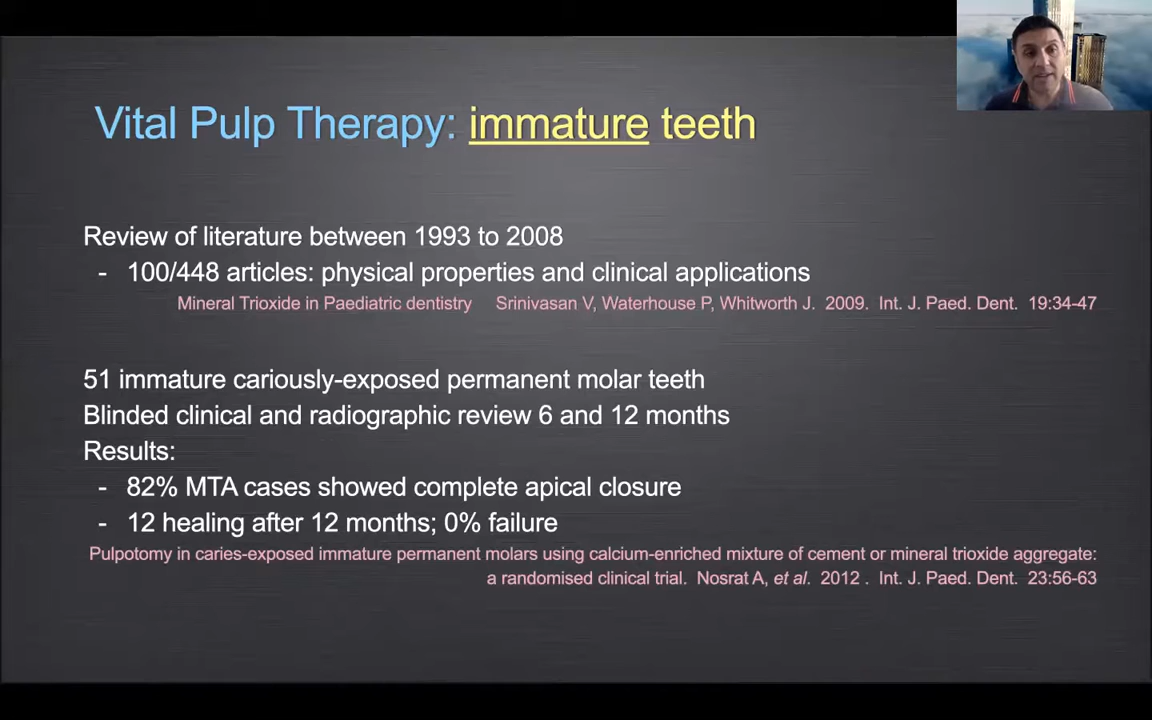 Vital Pulp Therapy: immature teeth
Review of literature between 1993 to 2008
- 100/448 articles: physical properties and clinical applications
Mineral Trioxide in Paediatric dentistry Srinivasan V, Waterhouse P, Whitworth J. 2009. Int. J. Paed. Dent. 19:34-47
51 immature cariously-exposed permanent molar teeth
Blinded clinical and radiographic review 6 and 12 months
Results:
- 82% MTA cases showed complete apical closure
- 12 healing after 12 months; 0% failure
Pulpotomy in caries-exposed immature permanent molars using calcium-enriched mixture of cement or mineral trioxide aggregate:
a randomised clinical trial. Nosrat A, et al. 2012 . Int. J. Paed. Dent. 23:56-63